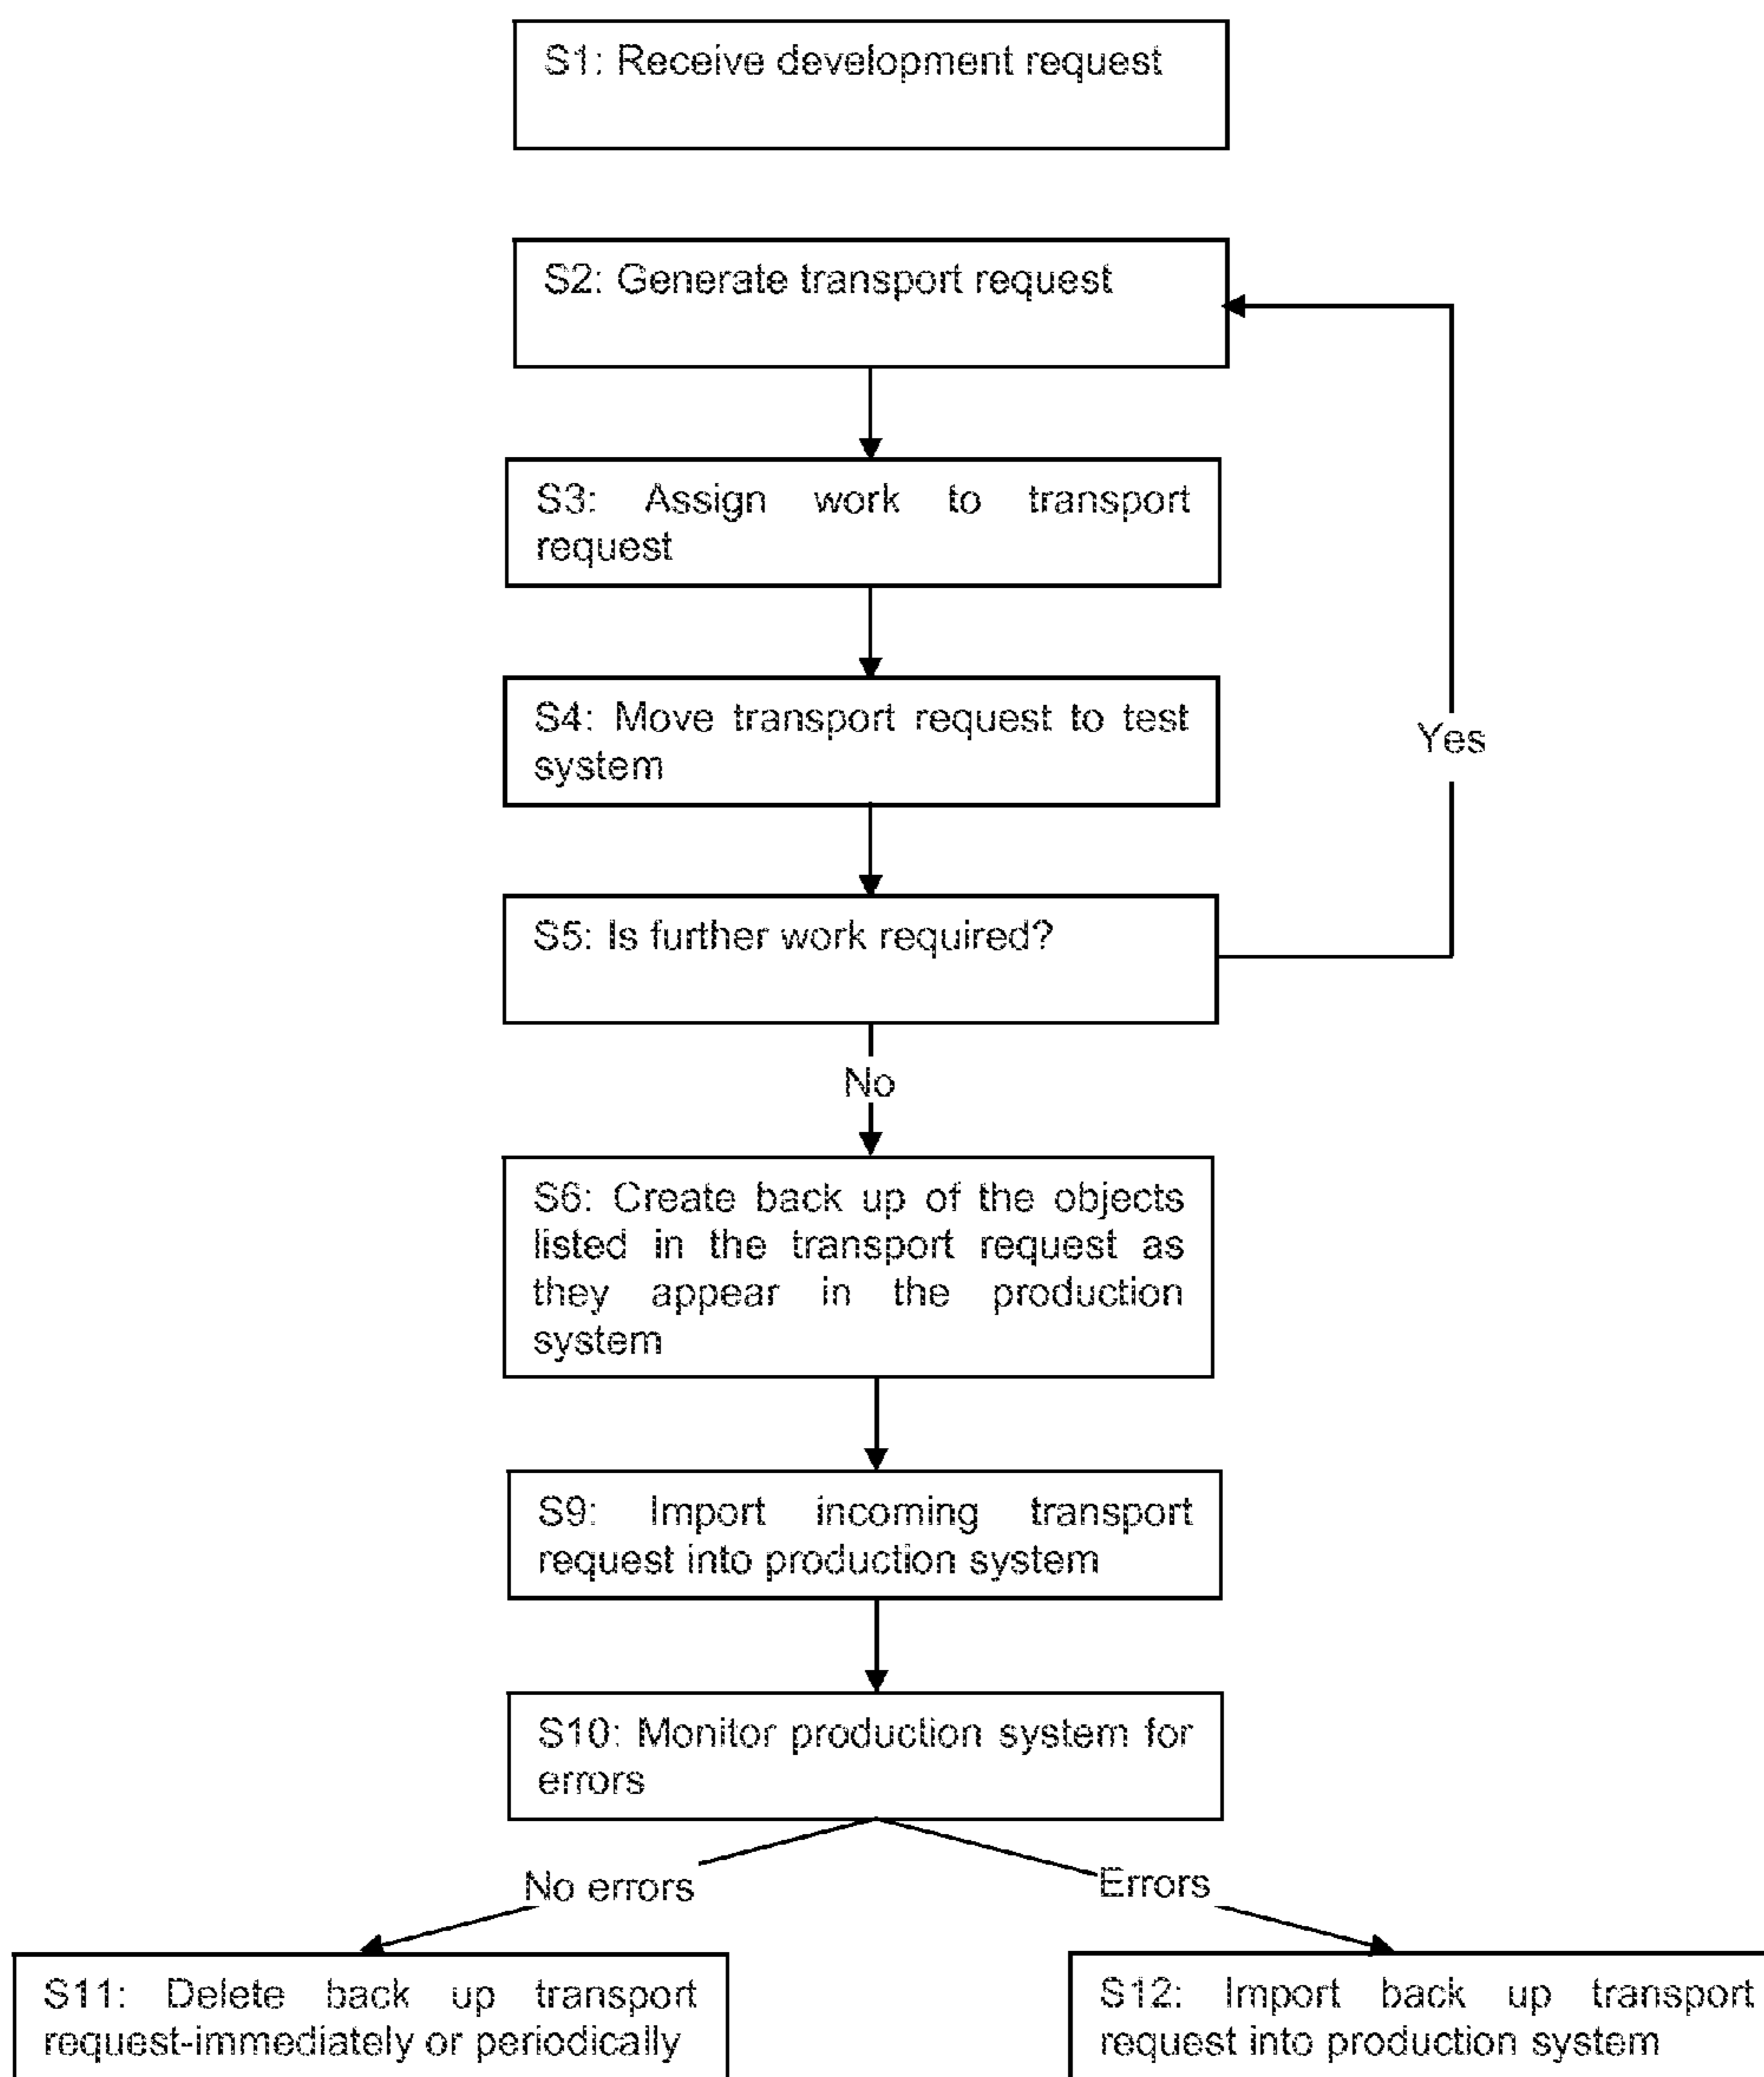 S1: Receive development request
S2: Generate transport request
S3: Assign work to transport
request
S4: Move transport request to test
system
Yes
S5: Is further work required?
No
S6: Create back up of the objects
listed in the transport request as
they appear in the production
system
S9: Import incoming transport
request into production system
S10: Monitor production system for
errors
No errors
Errors
S11: Delete back up transport
request-immediately or periodically
S12: Import back up transport
request into production system